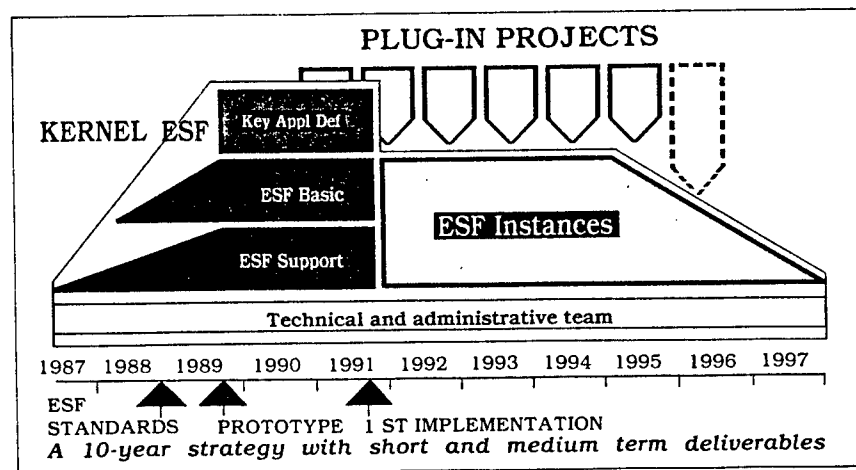 PLUG-IN PROJECTS
KERNEL ESF
Key Appl Def
ESF Basic
ESF Instances
ESF Support
Technical and administrative team
1987 1988 1989 1990 1991 1992 1993 1994 1995 1996 1997
ESF
STANDARDS PROTOTYPE 1 ST IMPLEMENTATION
A 10-year strategy with short and medium term deliverables